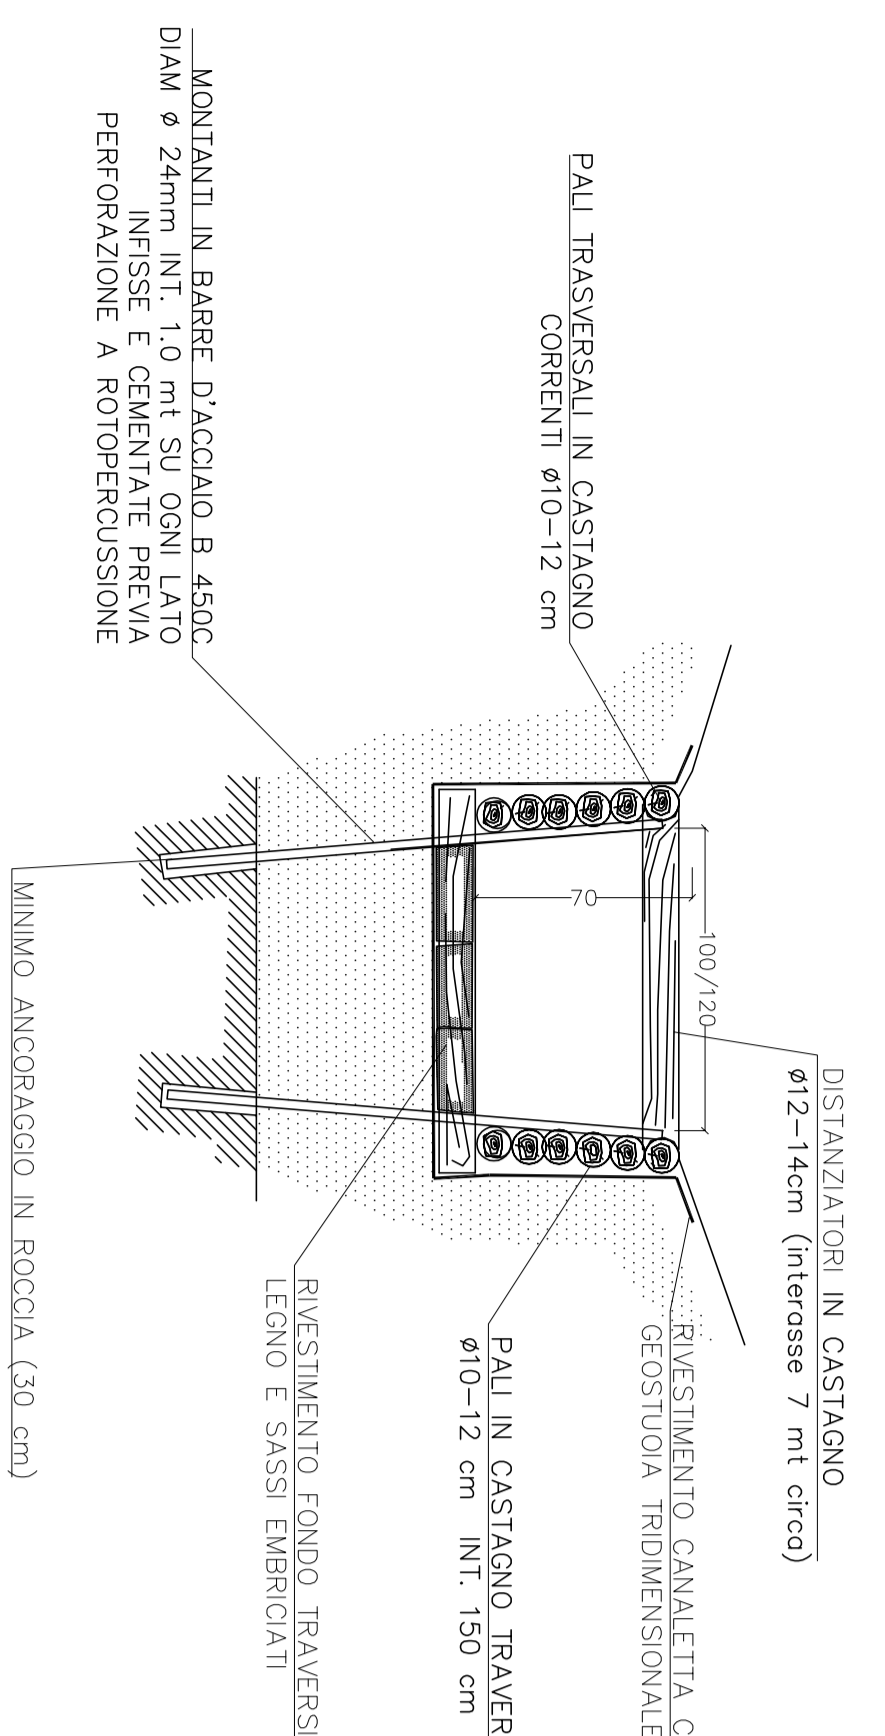 DISTANZIATORI IN CASTAGNO
ø12-14cm (interasse 7 mt circa)
100/120
RIVESTIMENTO CANALETTA C
GEOSTUOIA TRIDIMENSIONALE
PALI TRASVERSALI IN CASTAGNO
CORRENTI ø10-12 cm
70
PALI IN CASTAGNO TRAVER
ø10-12 cm INT. 150 cm
RIVESTIMENTO FONDO TRAVERSI
LEGNO E SASSI EMBRICIATI
MONTANTI IN BARRE D'ACCIAIO B 450C
DIAM ø 24mm INT. 1.0 mt SU OGNI LATO
INFISSE E CEMENTATE PREVIA
PERFORAZIONE A ROTOPERCUSSIONE
MINIMO ANCORAGGIO IN ROCCIA (30 cm)